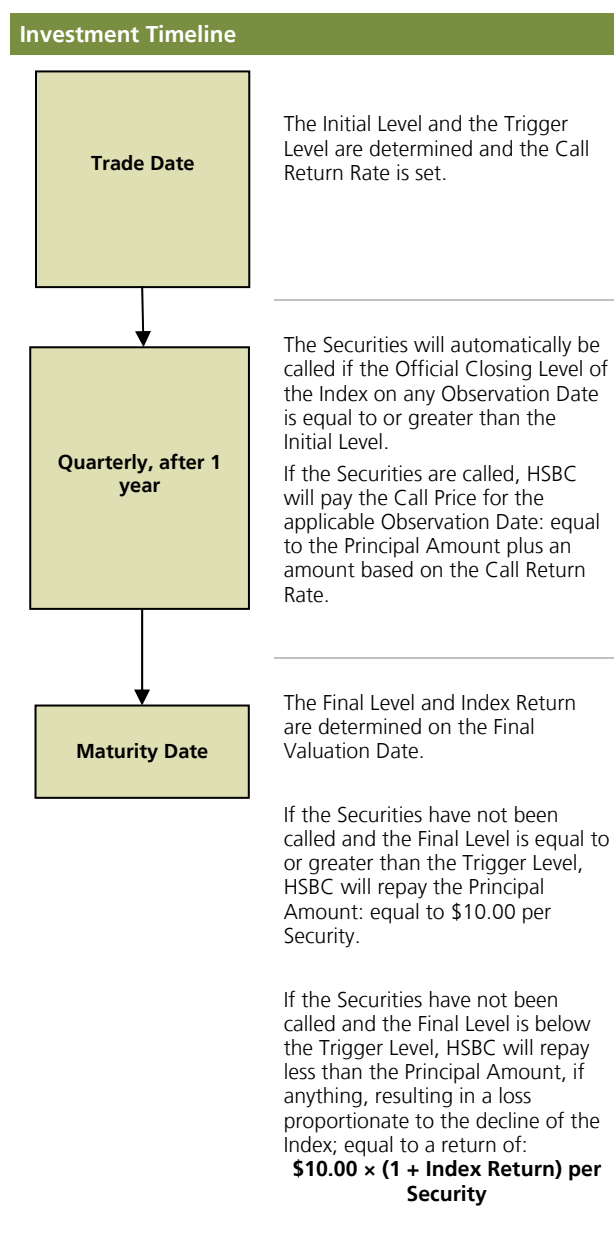 Investment Timeline
Trade Date
The Initial Level and the Trigger
Level are determined and the Call
Return Rate is set.
Quarterly, after 1
year
The Securities will automatically be
called if the Official Closing Level of
the Index on any Observation Date
is equal to or greater than the
Initial Level.
If the Securities are called, HSBC
will pay the Call Price for the
applicable Observation Date: equal
to the Principal Amount plus an
amount based on the Call Return
Rate.
Maturity Date
The Final Level and Index Return
are determined on the Final
Valuation Date.
If the Securities have not been
called and the Final Level is equal to
or greater than the Trigger Level,
HSBC will repay the Principal
Amount: equal to $10.00 per
Security.
If the Securities have not been
called and the Final Level is below
the Trigger Level, HSBC will repay
less than the Principal Amount, if
anything, resulting in a loss
proportionate to the decline of the
Index; equal to a return of:
$10.00 × (1 + Index Return) per
Security